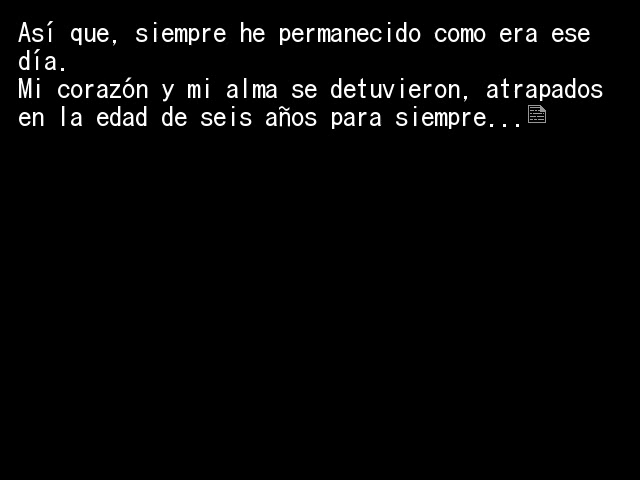 Así que, siempre he permanecido como era ese
día.
Mi corazón y mi alma se detuvieron, atrapados
en la edad de seis años para siempre...